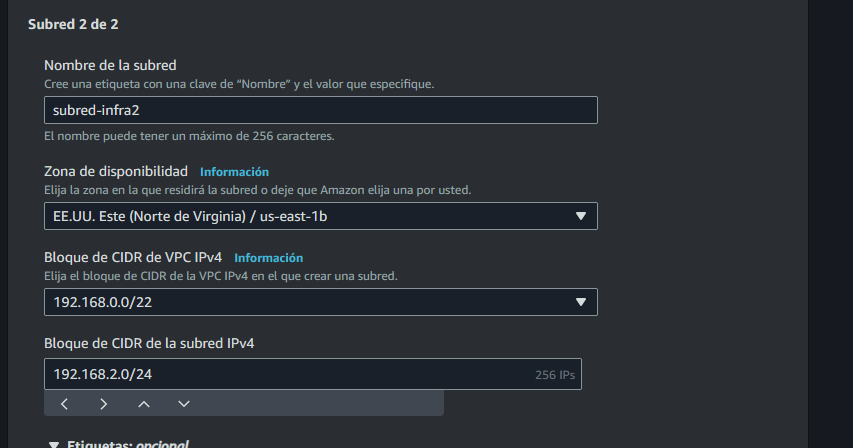 Subred 2 de 2
Nombre de la subred
Cree una etiqueta con una clave de “Nombre” y el valor que especifique.
subred-infra2
El nombre puede tener un máximo de 256 caracteres.
Zona de disponibilidad Información
Elija la zona en la que residirá la subred o deje que Amazon elija una por usted.
EE.UU. Este (Norte de Virginia) / us-east-1b
Bloque de CIDR de VPC IPv4 Información
Elija el bloque de CIDR de la VPC IPv4 en el que crear una subred.
192.168.0.0/22
Bloque de CIDR de la subred IPv4
192.168.2.0/24 256 IPs
Etiquetas: opcional